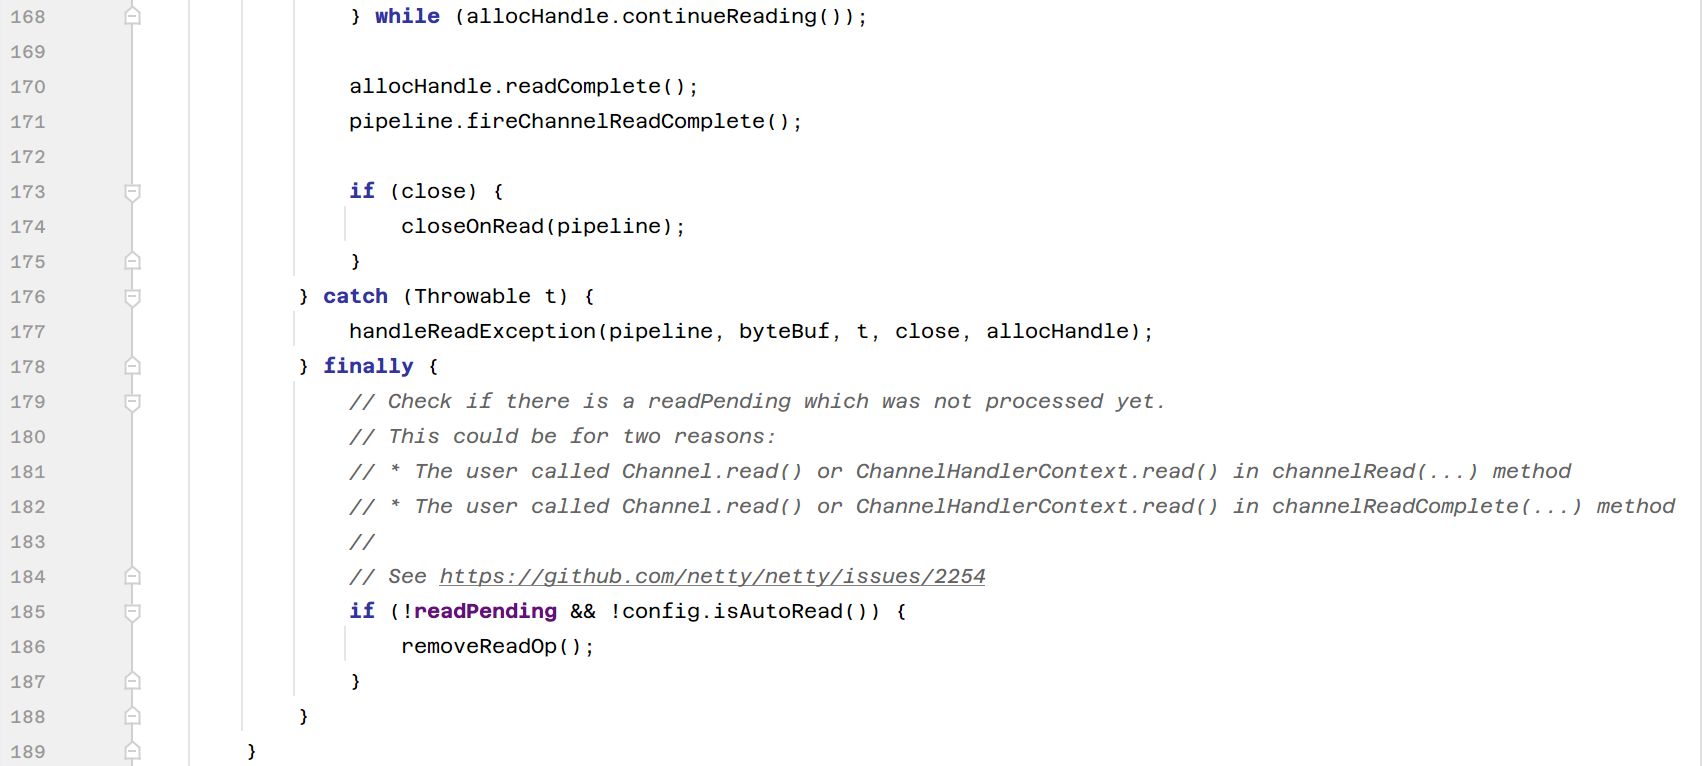 168 } while (allocHandle.continueReading());
169
170 allocHandle.readComplete();
171 pipeline.fireChannelReadComplete();
172
173 if (close) {
174 closeOnRead(pipeline);
175 }
176 } catch (Throwable t) {
177 handleReadException(pipeline, byteBuf, t, close, allocHandle);
178 } finally {
179 // Check if there is a readPending which was not processed yet.
180 // This could be for two reasons:
181 // * The user called Channel.read() or ChannelHandlerContext.read() in channelRead(...) method
182 // * The user called Channel.read() or ChannelHandlerContext.read() in channelReadComplete(...) method
183 //
184 // See https://github.com/netty/netty/issues/2254
185 if (!readPending && !config.isAutoRead()) {
186 removeReadOp();
187 }
188 }
189 }